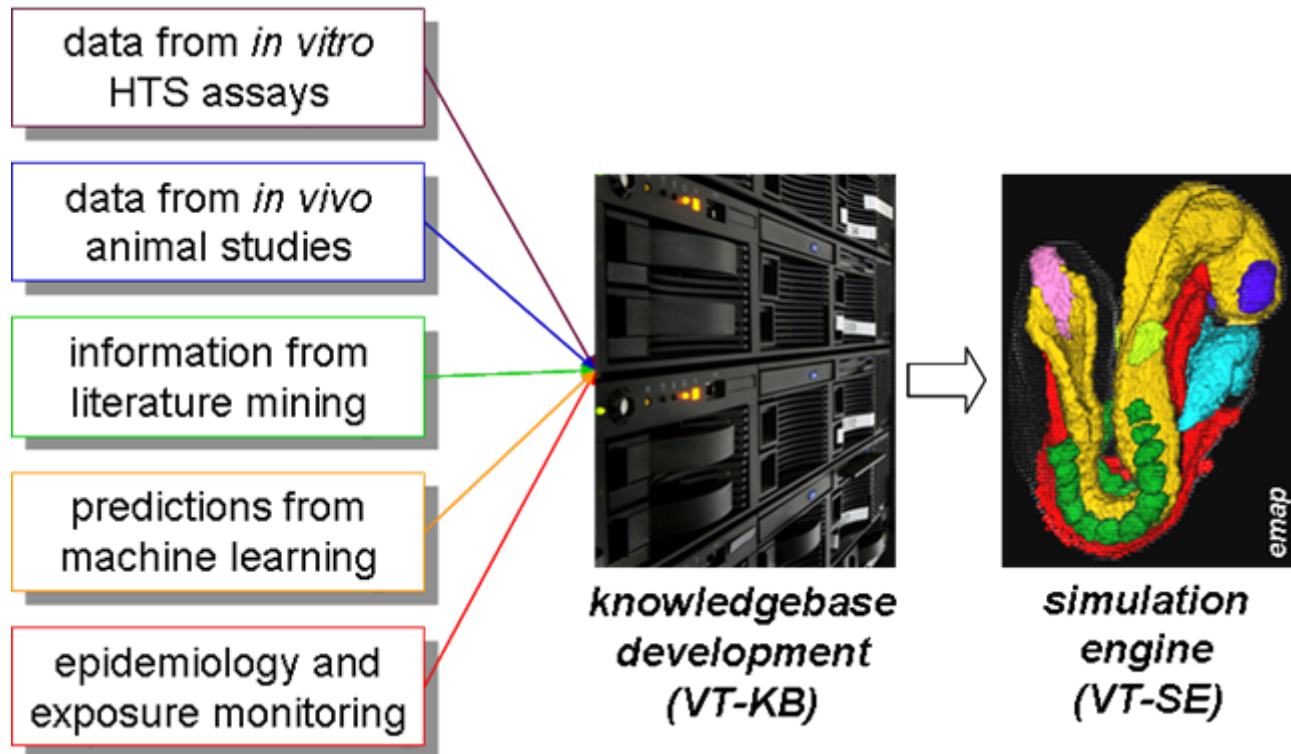 data from in vitro
HTS assays
data from in vivo
animal studies
information from
literature mining
predictions from
machine learning
epidemiology and
exposure monitoring
knowledgebase
development
(VT-KB)
emap
simulation
engine
(VT-SE)